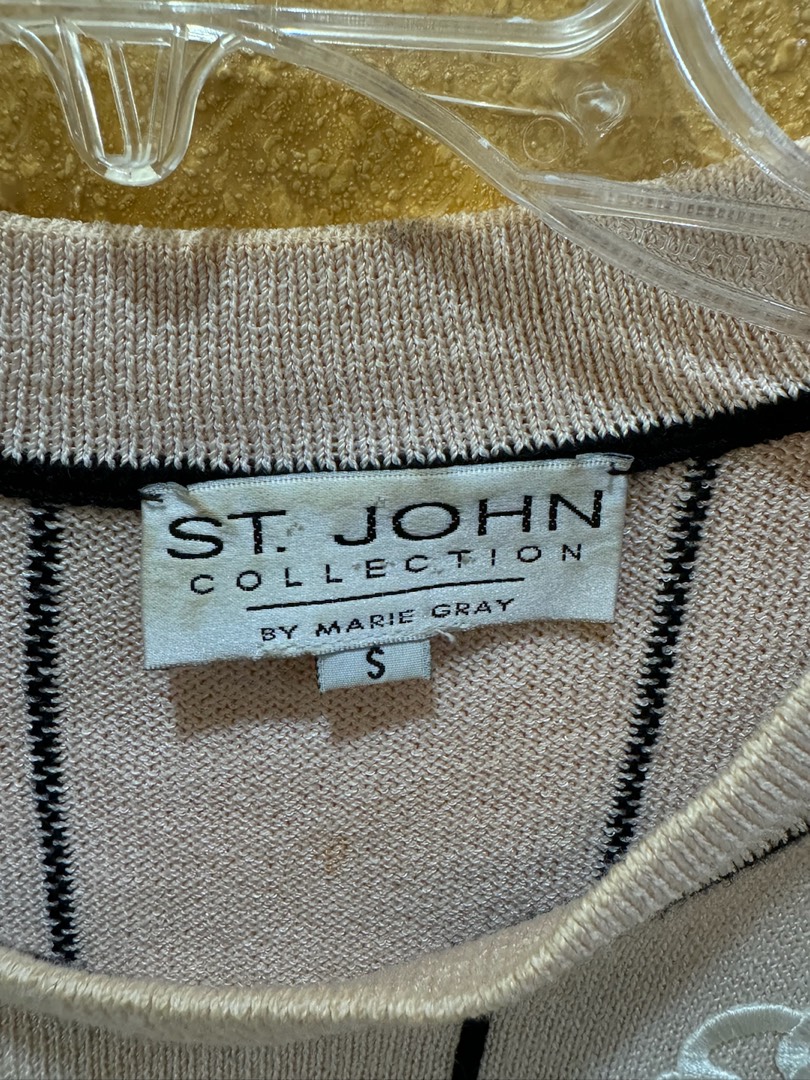 ST. JOHN
COLLECTION
BY MARIE GRAY
S